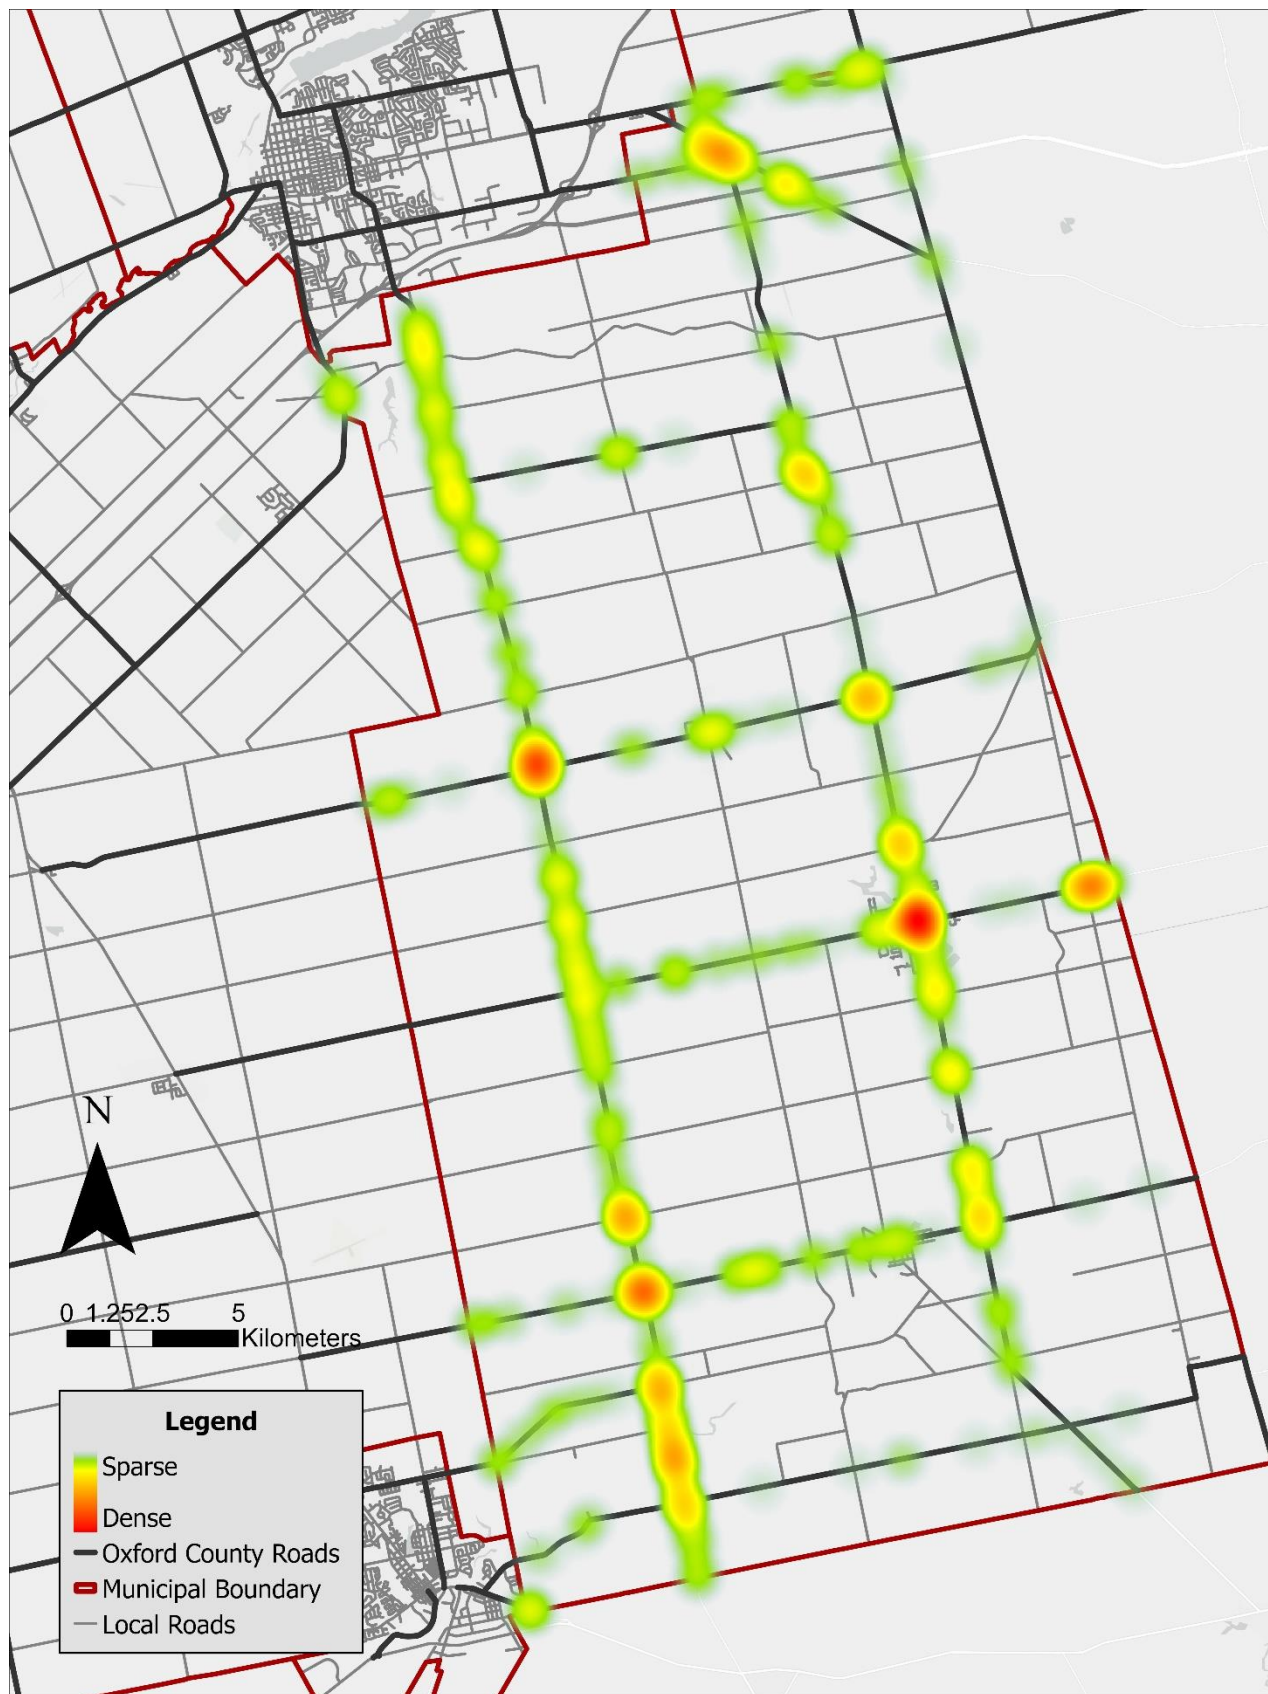 N
0 1.252.5 5
Kilometers
Legend
Sparse
Dense
Oxford County Roads
Municipal Boundary
Local Roads